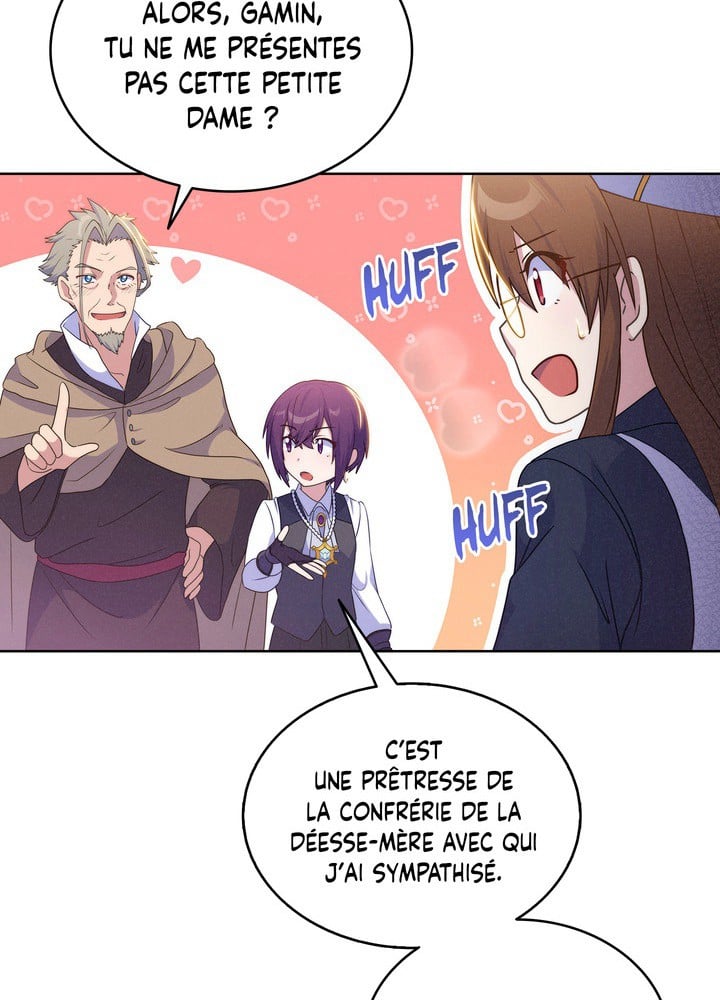 ALORS, GAMIN,
TU NE ME PRÉSENTES
PAS CETTE PETITE
DAME ?
HUFF
HUFF
C'EST
UNE PRÊTRESSE DE
LA CONFRÉRIE DE LA
DÉESSE-MÈRE AVEC QUI
J'AI SYMPATHISÉ.